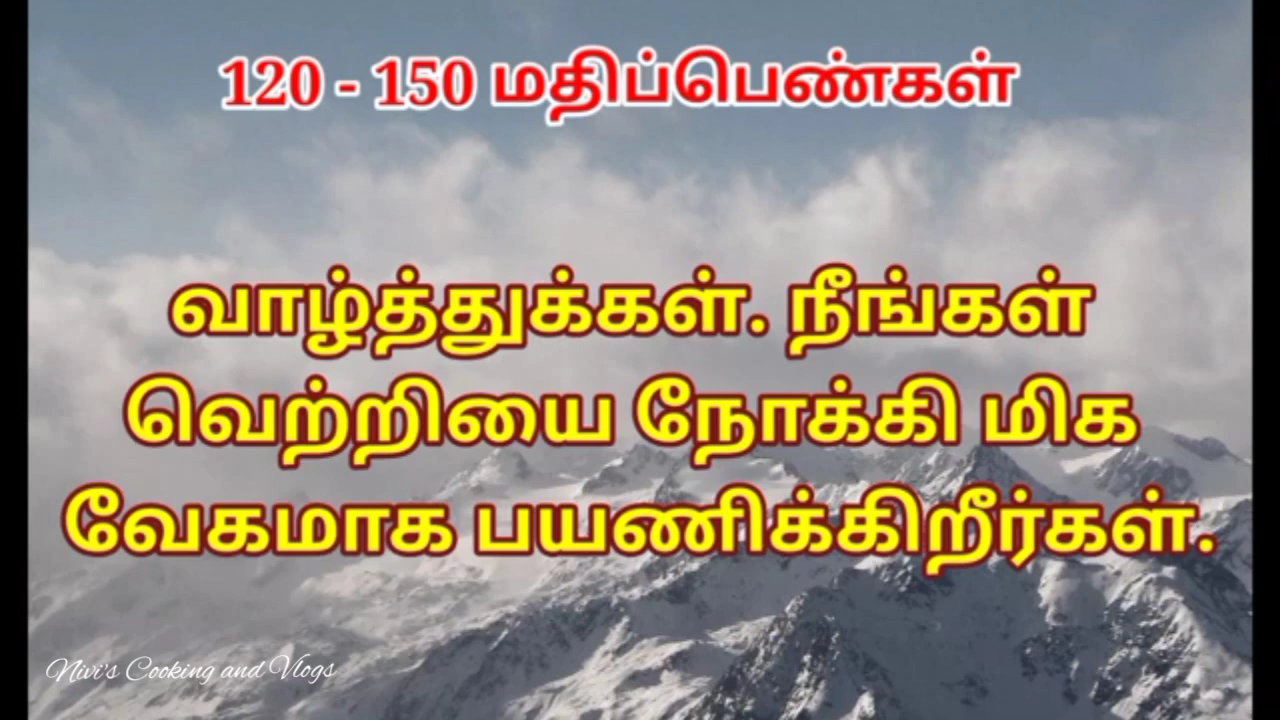 120 - 150 மதிப்பெண்கள்
வாழ்த்துக்கள். நீங்கள்
வெற்றியை நோக்கி மிக
வேகமாக பயணிக்கிறீர்கள்.
Nivi's Cooking and Vlogs